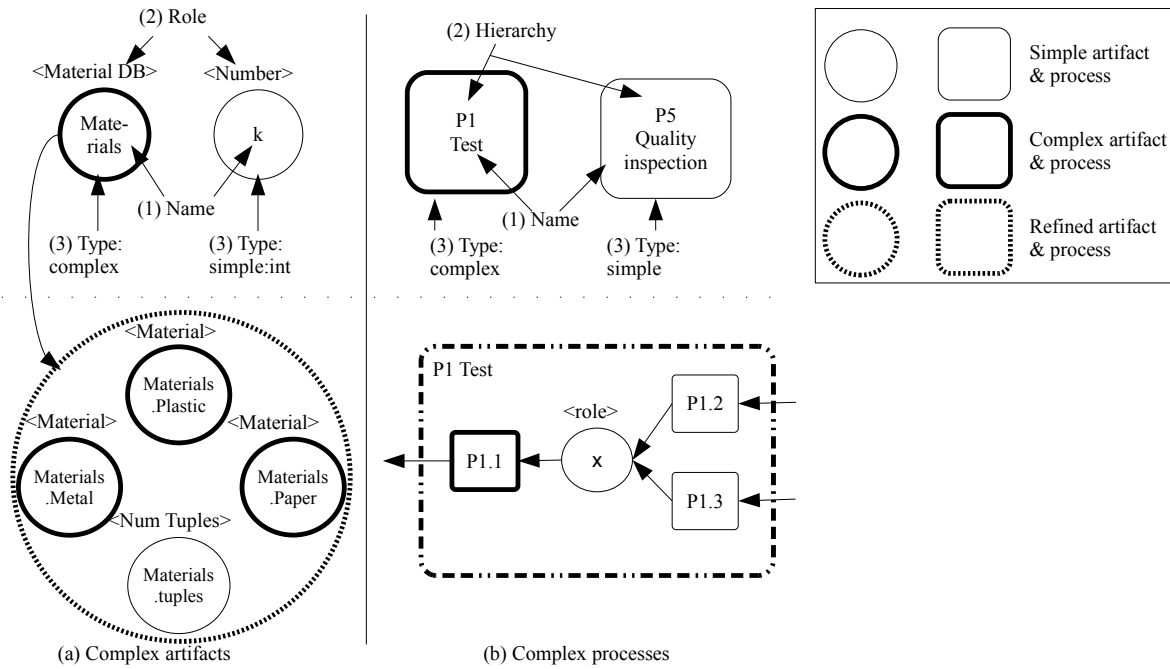 (2) Role
<Material DB>
<Number>
Mate-
rials
k
(1) Name
(3) Type:
complex
(3) Type:
simple:int
<Material>
Materials
.Plastic
<Material>
Materials
.Metal
<Material>
Materials
.Paper
<Num Tuples>
Materials
.tuples
(a) Complex artifacts
(2) Hierarchy
P1
Test
P5
Quality
inspection
(1) Name
(3) Type:
complex
(3) Type:
simple
P1 Test
<role>
P1.1
x
P1.2
P1.3
(b) Complex processes
Simple artifact
& process
Complex artifact
& process
Refined artifact
& process